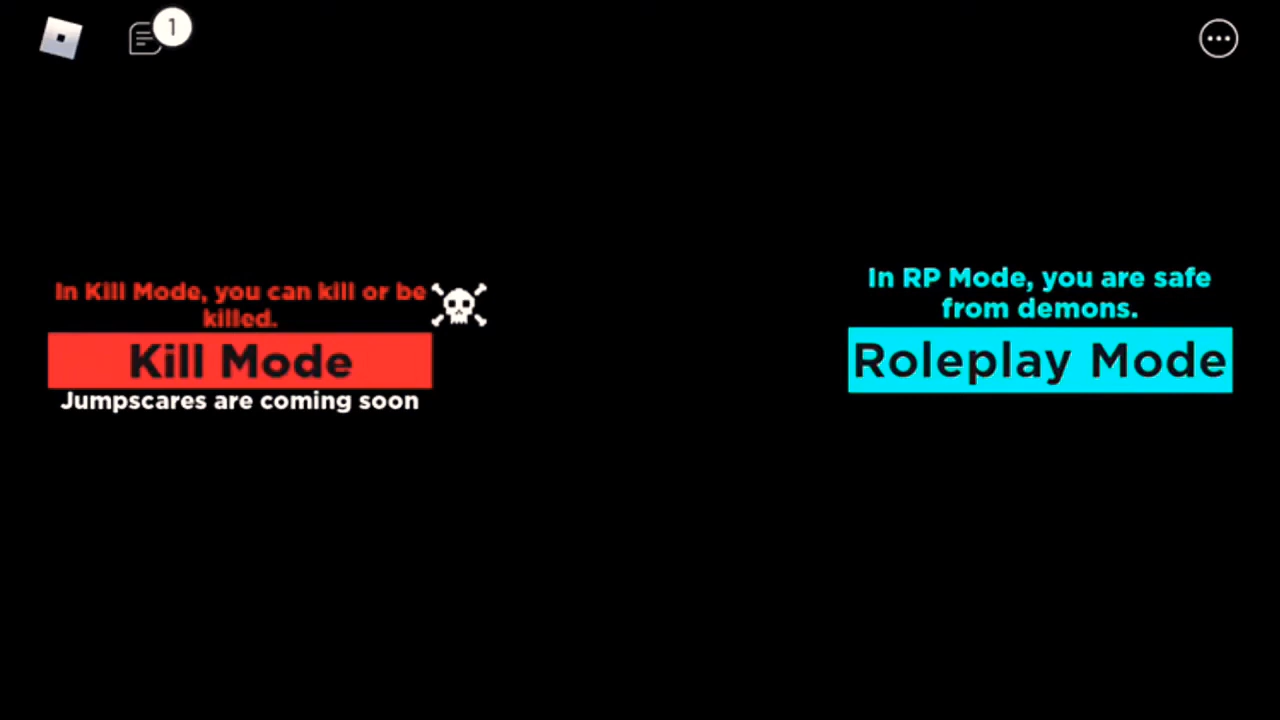 1
In Kill Mode, you can kill or be
killed.
Kill Mode
Jumpscares are coming soon
In RP Mode, you are safe
from demons.
Roleplay Mode